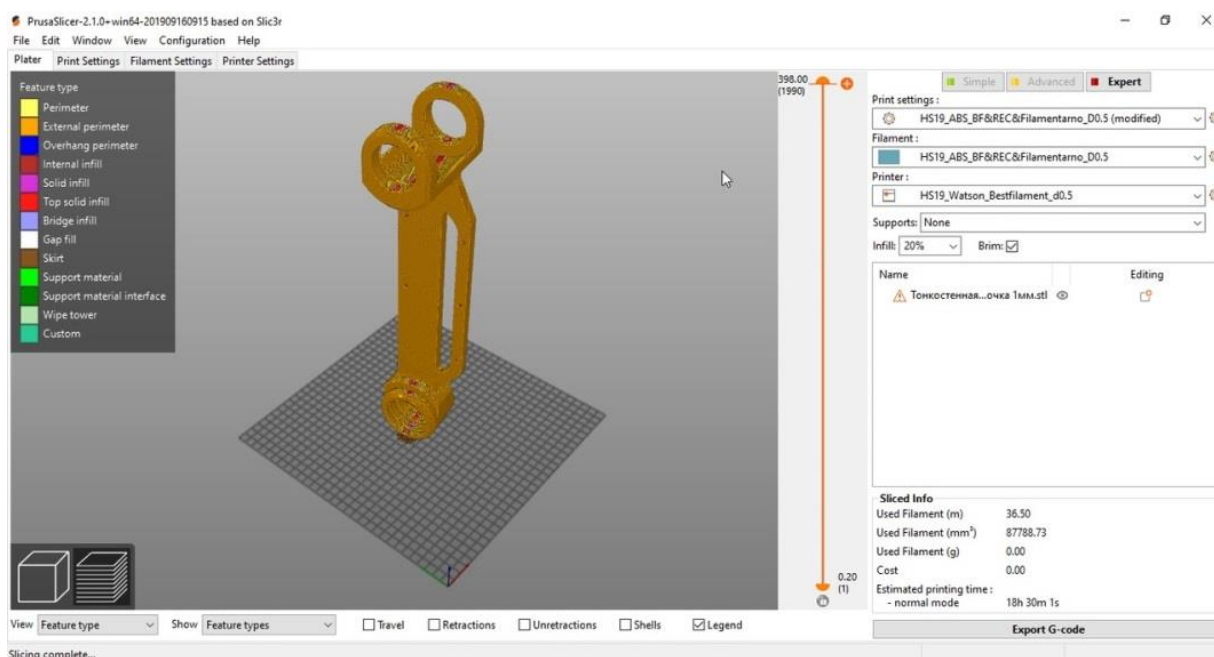 PrusaSlicer-2.1.0+win64-201909160915 based on Slic3r
File Edit Window View Configuration Help
Plater Print Settings Filament Settings Printer Settings
Feature type
Perimeter
External perimeter
Overhang perimeter
Internal infill
Solid infill
Top solid infill
Bridge infill
Gap fill
Skirt
Support material
Support material interface
Wipe tower
Custom
398.00
(1990)
0.20
(1)
Simple Advanced Expert
Print settings :
HS19_ABS_BF&REC&Filamentarno_D0.5 (modified)
Filament :
HS19_ABS_BF&REC&Filamentarno_D0.5
Printer :
HS19_Watson_Bestfilament_d0.5
Supports: None
Infill: 20% Brim:
Name Editing
Тонкостенная...очка 1мм.stl
Sliced Info
Used Filament (m) 36.50
Used Filament (mm³) 87788.73
Used Filament (g) 0.00
Cost 0.00
Estimated printing time :
- normal mode 18h 30m 1s
Export G-code
View Feature type Show Feature types Travel Retractions Unretractions Shells Legend
Slicing complete...